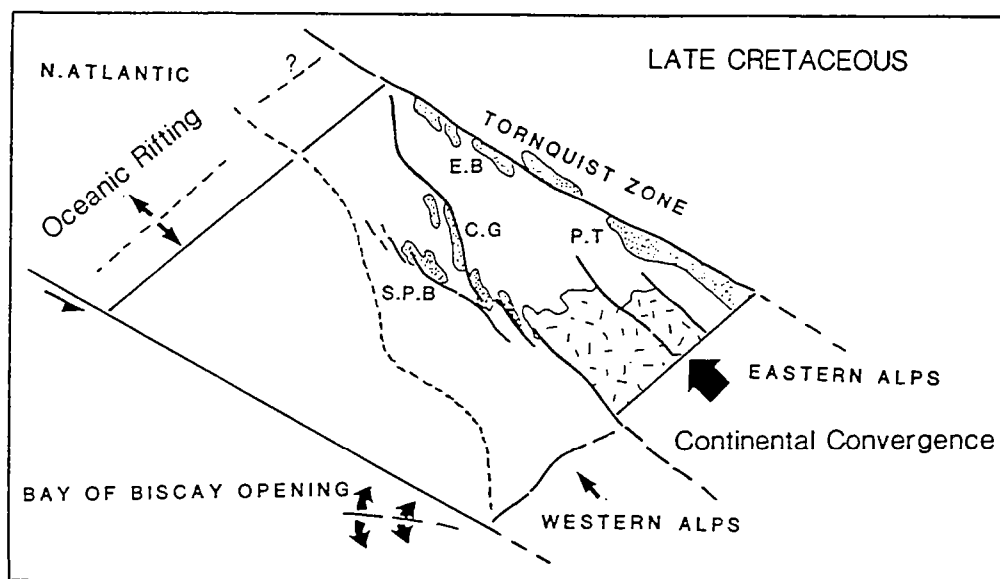 LATE CRETACEOUS
N.ATLANTIC
?
Oceanic Rifting
TORNQUIST ZONE
E.B
C.G
P.T
S.P.B
EASTERN ALPS
Continental Convergence
BAY OF BISCAY OPENING
WESTERN ALPS